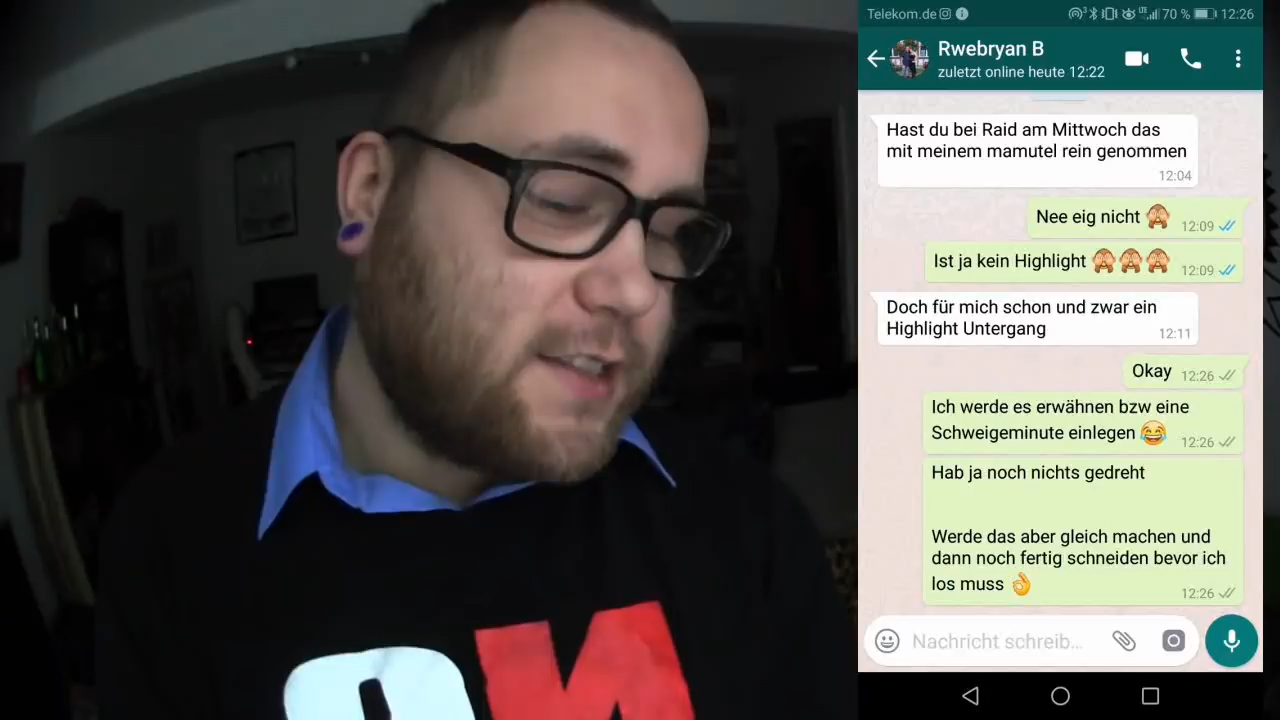 Telekom.de
70 %
12:26
Rwebryan B
zuletzt online heute 12:22
Hast du bei Raid am Mittwoch das
mit meinem mamutel rein genommen
12:04
Nee eig nicht 🙈
12:09
Ist ja kein Highlight 🙈🙈🙈
12:09
Doch für mich schon und zwar ein
Highlight Untergang
12:11
Okay
12:26
Ich werde es erwähnen bzw eine
Schweigeminute einlegen 😂
12:26
Hab ja noch nichts gedreht
Werde das aber gleich machen und
dann noch fertig schneiden bevor ich
los muss 👌
12:26
Nachricht schreib...